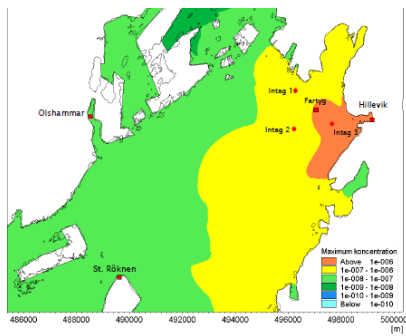 Intag 1
Fartyg
Hillevik
Olshammar
Intag 2
Intag 3
St. Röknen
Maximum koncentration
Above 1e-006
1e-007 - 1e-006
1e-008 - 1e-007
1e-009 - 1e-008
1e-010 - 1e-009
Below 1e-010
486000 488000 490000 492000 494000 496000 498000 500000
[m]